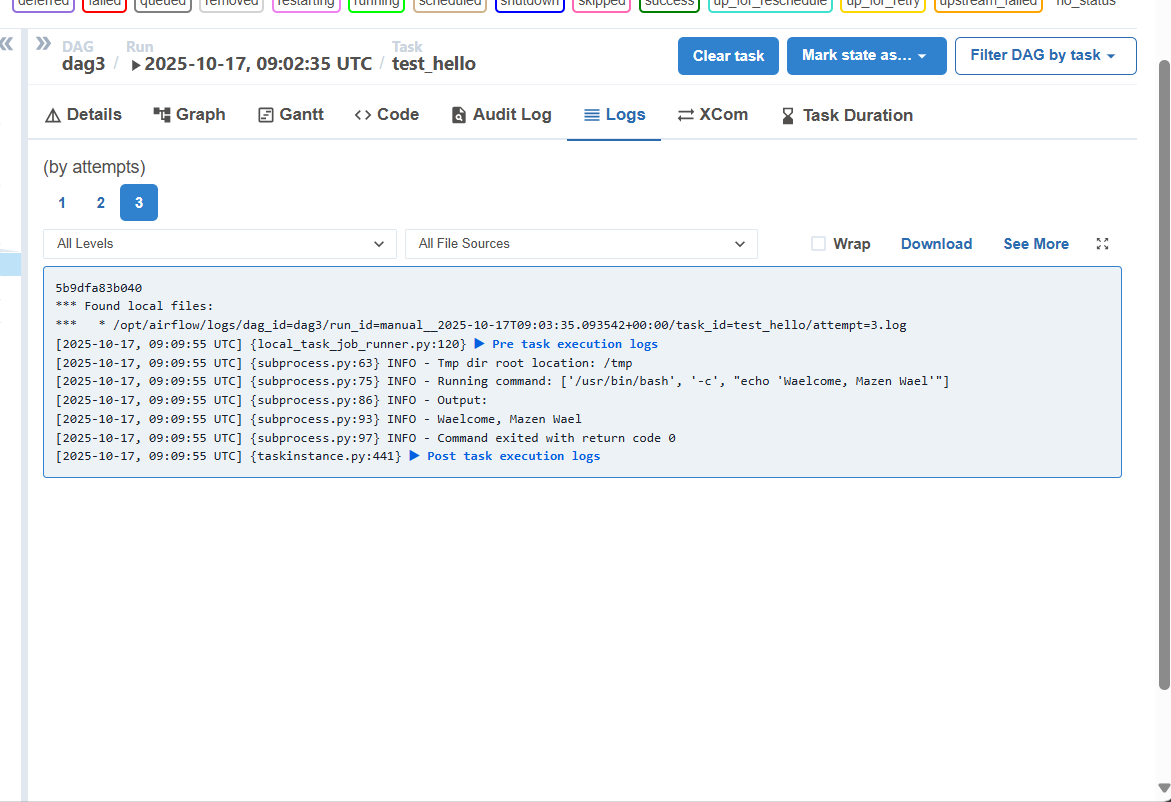 deferred failed queued removed restarting running scheduled shutdown skipped success up_for_reschedule up_for_retry upstream_failed no_status
DAG Run Task
dag3 / 2025-10-17, 09:02:35 UTC / test_hello
Clear task Mark state as... Filter DAG by task
Details Graph Gantt Code Audit Log Logs XCom Task Duration
(by attempts)
1 2 3
All Levels All File Sources Wrap Download See More
5b9dfa83b040
*** Found local files:
***   * /opt/airflow/logs/dag_id=dag3/run_id=manual__2025-10-17T09:03:35.093542+00:00/task_id=test_hello/attempt=3.log
[2025-10-17, 09:09:55 UTC] {local_task_job_runner.py:120} ▶ Pre task execution logs
[2025-10-17, 09:09:55 UTC] {subprocess.py:63} INFO - Tmp dir root location: /tmp
[2025-10-17, 09:09:55 UTC] {subprocess.py:75} INFO - Running command: ['/usr/bin/bash', '-c', "echo 'Waelcome, Mazen Wael'"]
[2025-10-17, 09:09:55 UTC] {subprocess.py:86} INFO - Output:
[2025-10-17, 09:09:55 UTC] {subprocess.py:93} INFO - Waelcome, Mazen Wael
[2025-10-17, 09:09:55 UTC] {subprocess.py:97} INFO - Command exited with return code 0
[2025-10-17, 09:09:55 UTC] {taskinstance.py:441} ▶ Post task execution logs